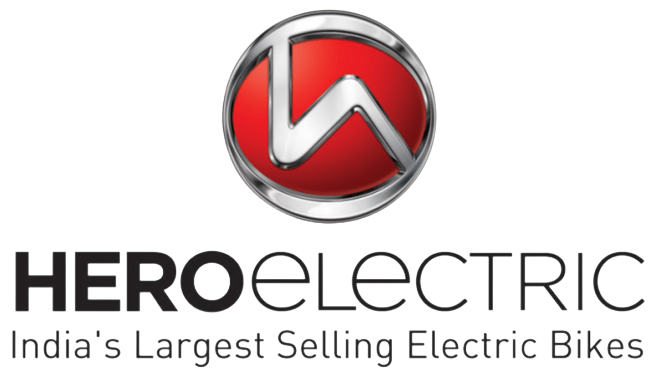 HEROeLeCTRIC
India's Largest Selling Electric Bikes